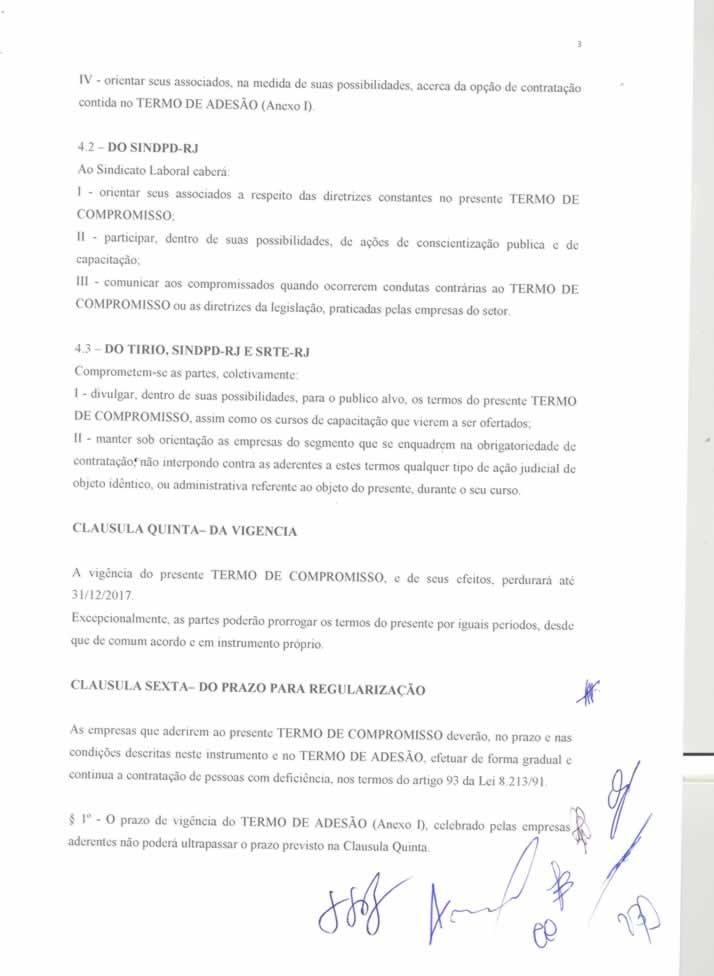 3
IV - orientar seus associados, na medida de suas possibilidades, acerca da opção de contratação
contida no TERMO DE ADESÃO (Anexo I).
4.2 – DO SINDPD-RJ
Ao Sindicato Laboral caberá:
I - orientar seus associados a respeito das diretrizes constantes no presente TERMO DE
COMPROMISSO;
II - participar, dentro de suas possibilidades, de ações de conscientização publica e de
capacitação;
III - comunicar aos compromissados quando ocorrerem condutas contrárias ao TERMO DE
COMPROMISSO ou as diretrizes da legislação, praticadas pelas empresas do setor.
4.3 – DO TIRIO, SINDPD-RJ E SRTE-RJ
Comprometem-se as partes, coletivamente:
I - divulgar, dentro de suas possibilidades, para o publico alvo, os termos do presente TERMO
DE COMPROMISSO, assim como os cursos de capacitação que vierem a ser ofertados;
II - manter sob orientação as empresas do segmento que se enquadrem na obrigatoriedade de
contratação, não interpondo contra as aderentes a estes termos qualquer tipo de ação judicial de
objeto idêntico, ou administrativa referente ao objeto do presente, durante o seu curso.
CLAUSULA QUINTA– DA VIGENCIA
A vigência do presente TERMO DE COMPROMISSO, e de seus efeitos, perdurará até
31/12/2017.
Excepcionalmente, as partes poderão prorrogar os termos do presente por iguais periodos, desde
que de comum acordo e em instrumento próprio.
CLAUSULA SEXTA– DO PRAZO PARA REGULARIZAÇÃO
As empresas que aderirem ao presente TERMO DE COMPROMISSO deverão, no prazo e nas
condições descritas neste instrumento e no TERMO DE ADESÃO, efetuar de forma gradual e
continua a contratação de pessoas com deficiência, nos termos do artigo 93 da Lei 8.213/91.
§ 1º - O prazo de vigência do TERMO DE ADESÃO (Anexo I), celebrado pelas empresas
aderentes não poderá ultrapassar o prazo previsto na Clausula Quinta.